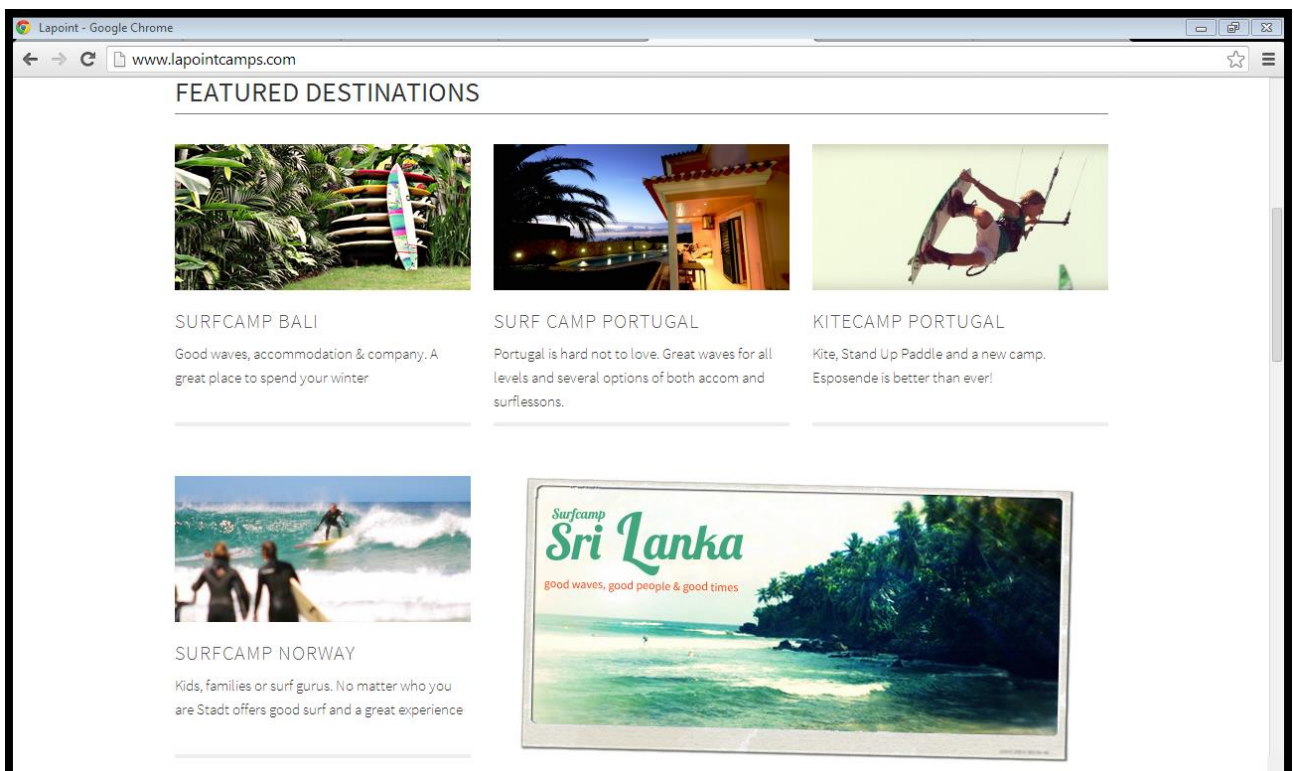 Lapoint - Google Chrome
www.lapointcamps.com
FEATURED DESTINATIONS
SURFCAMP BALI
Good waves, accommodation & company. A
great place to spend your winter
SURF CAMP PORTUGAL
Portugal is hard not to love. Great waves for all
levels and several options of both accom and
surflessons.
KITECAMP PORTUGAL
Kite, Stand Up Paddle and a new camp.
Esposende is better than ever!
SURFCAMP NORWAY
Kids, families or surf gurus. No matter who you
are Stadt offers good surf and a great experience
Surfcamp
Sri Lanka
good waves, good people & good times